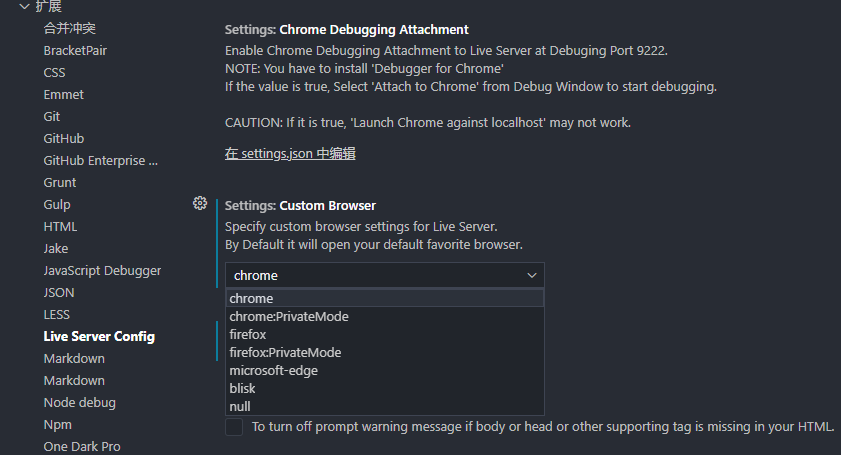 扩展
合并冲突
BracketPair
CSS
Emmet
Git
GitHub
GitHub Enterprise ...
Grunt
Gulp
HTML
Jake
JavaScript Debugger
JSON
LESS
Live Server Config
Markdown
Markdown
Node debug
Npm
One Dark Pro
Settings: Chrome Debugging Attachment
Enable Chrome Debugging Attachment to Live Server at Debuging Port 9222.
NOTE: You have to install 'Debugger for Chrome'
If the value is true, Select 'Attach to Chrome' from Debug Window to start debugging.
CAUTION: If it is true, 'Launch Chrome against localhost' may not work.
在 settings.json 中编辑
Settings: Custom Browser
Specify custom browser settings for Live Server.
By Default it will open your default favorite browser.
chrome
chrome
chrome:PrivateMode
firefox
firefox:PrivateMode
microsoft-edge
blisk
null
To turn off prompt warning message if body or head or other supporting tag is missing in your HTML.